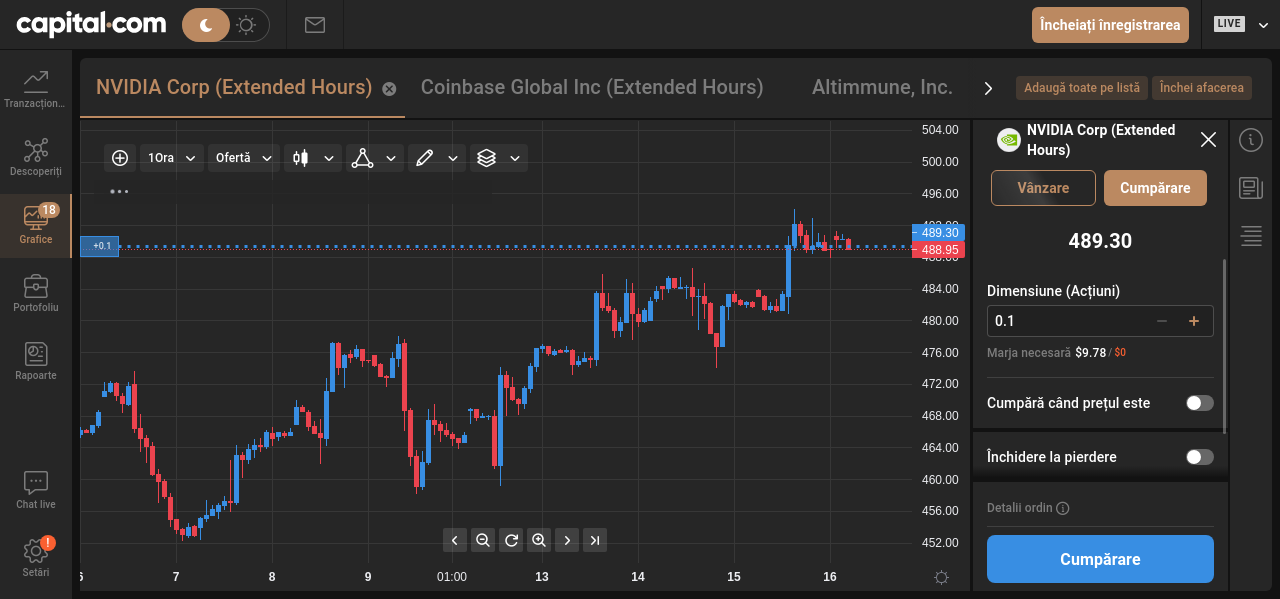 capital.com
Încheiați înregistrarea
LIVE
Tranzacțion...
Descoperiți
18
Grafice
Portofoliu
Rapoarte
Chat live
!
Setări
NVIDIA Corp (Extended Hours)
Coinbase Global Inc (Extended Hours)
Altimmune, Inc.
Adaugă toate pe listă
Închei afacerea
1Ora
Ofertă
+0.1
504.00
500.00
496.00
489.30
488.95
484.00
480.00
476.00
472.00
468.00
464.00
460.00
456.00
452.00
6
7
8
9
01:00
13
14
15
16
NVIDIA Corp (Extended
Hours)
Vânzare
Cumpărare
489.30
Dimensiune (Acțiuni)
0.1
Marja necesară $9.78 / $0
Cumpără când prețul este
Închidere la pierdere
Detalii ordin
Cumpărare